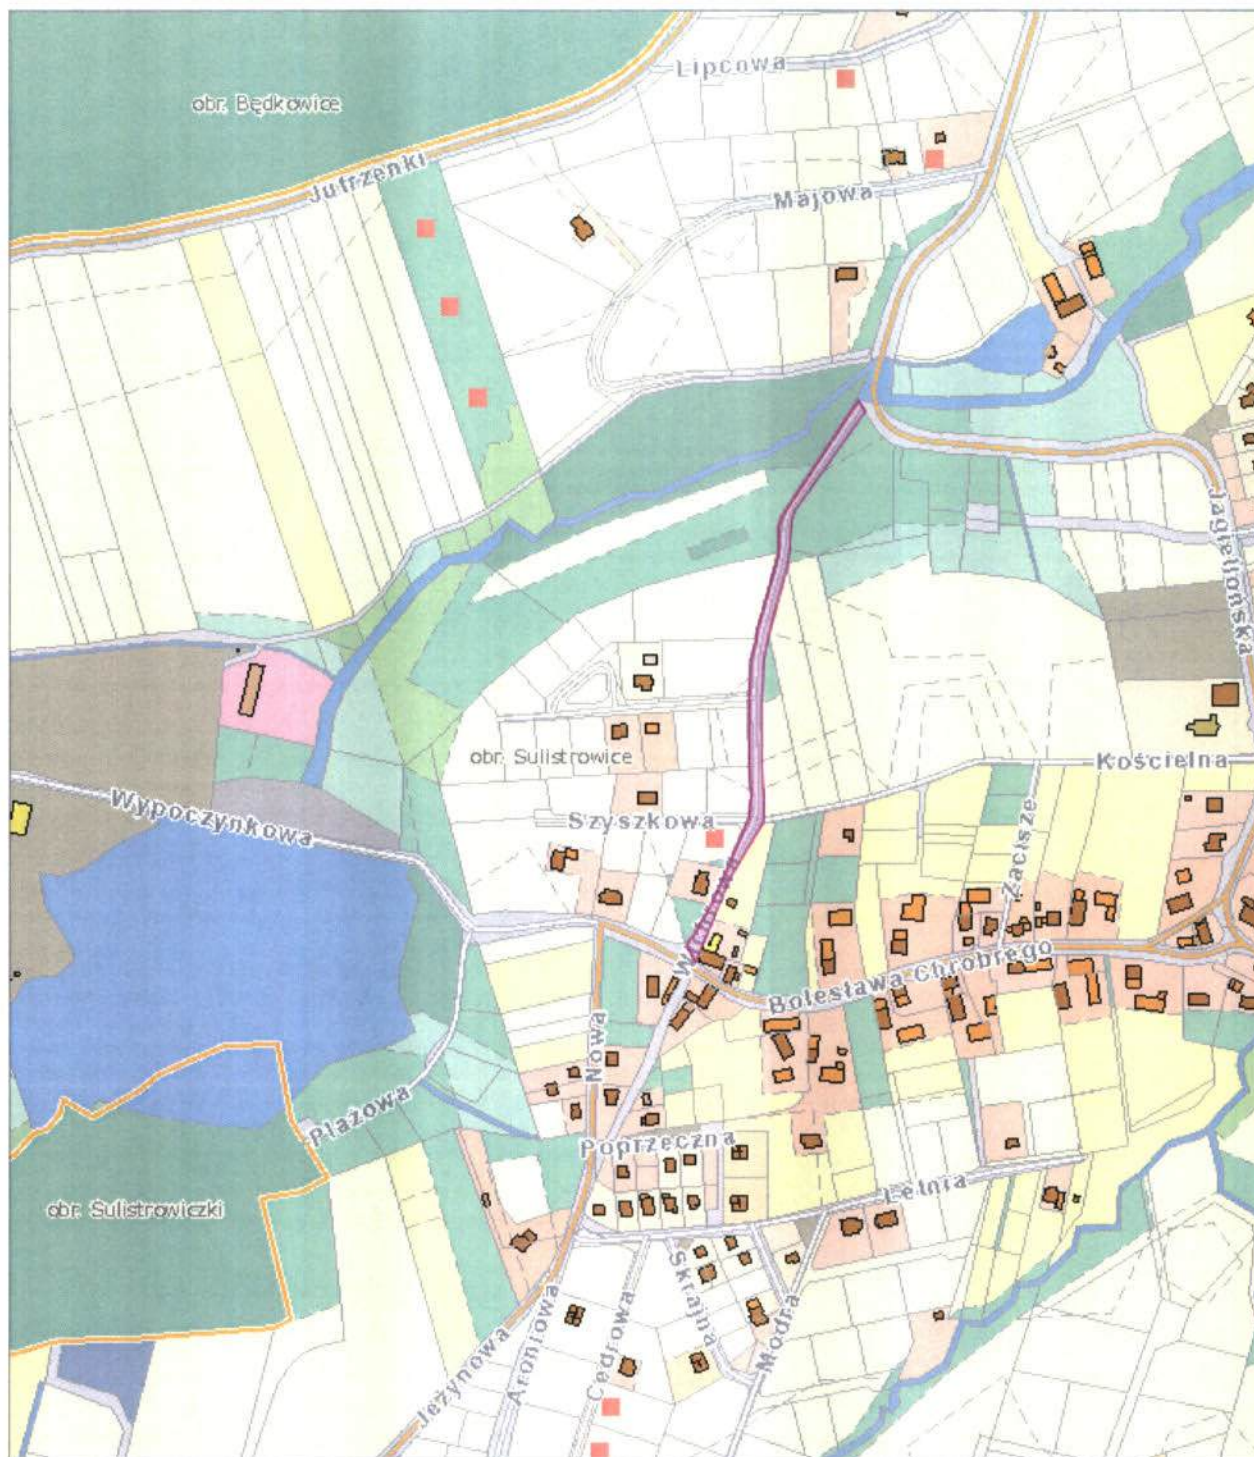 Lipcowa
obr. Będkowice
Jutrzenki
Majowa
Jagiellońska
obr. Sulistrowice
Kościelna
Wypoczynkowa
Szyszkowa
Zacisze
Bolesława Chrobrego
Nowa
Plażowa
Poprzeczna
Letnia
obr. Sulistrowiczki
Skrajna
Modra
Aroniowa
Cedrowa
Jeżynowa